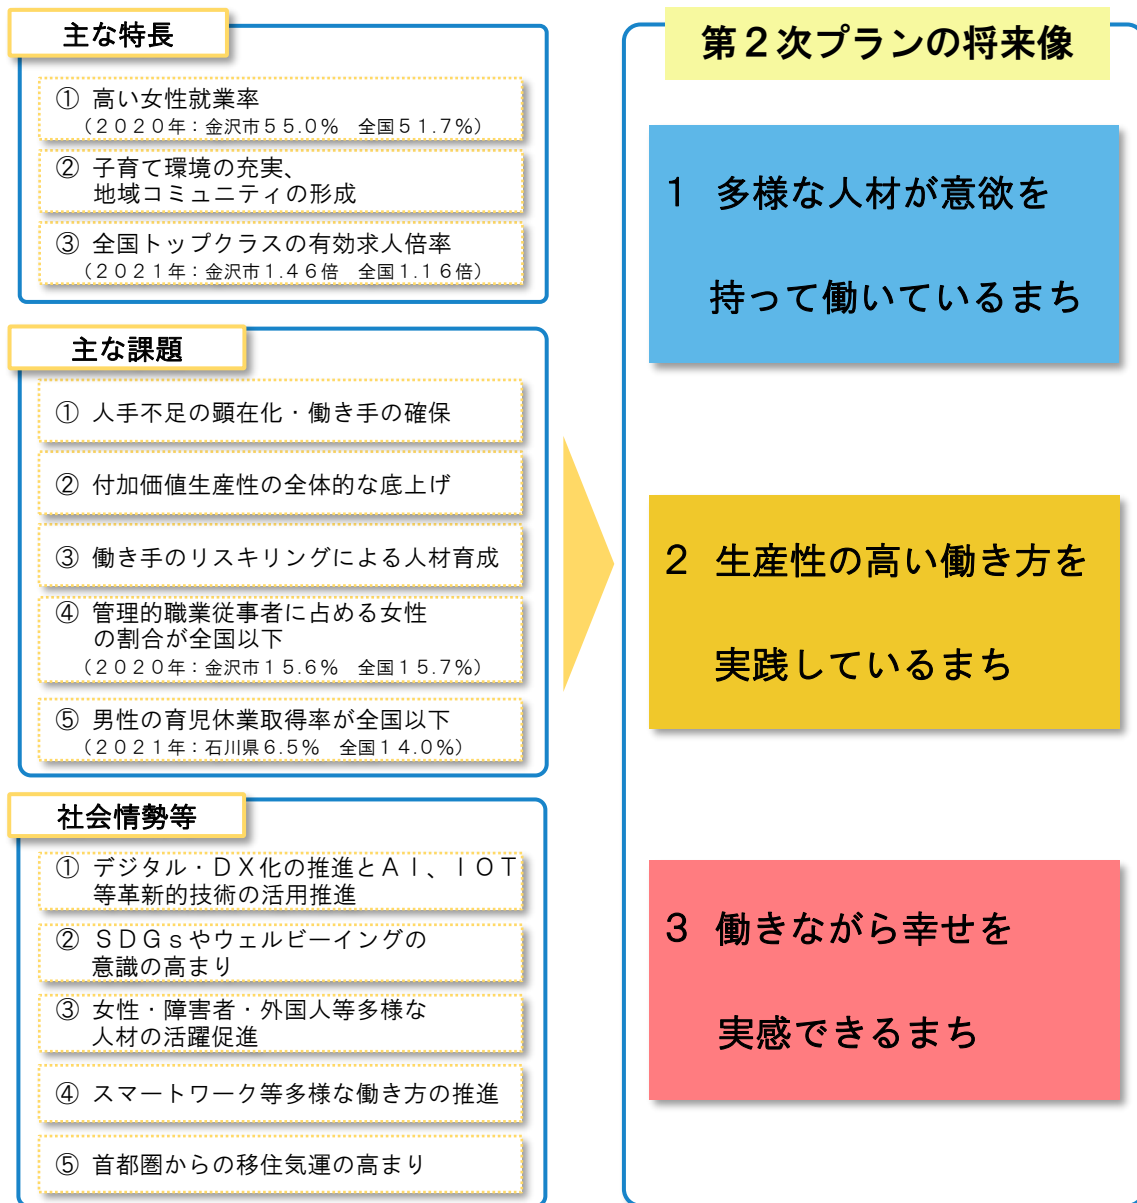 主な特長
① 高い女性就業率
（２０２０年：金沢市５５.０％　全国５１.７％）
② 子育て環境の充実、
地域コミュニティの形成
③ 全国トップクラスの有効求人倍率
（２０２１年：金沢市１.４６倍　全国１.１６倍）
主な課題
① 人手不足の顕在化・働き手の確保
② 付加価値生産性の全体的な底上げ
③ 働き手のリスキリングによる人材育成
④ 管理的職業従事者に占める女性
の割合が全国以下
（２０２０年：金沢市１５.６％　全国１５.７％）
⑤ 男性の育児休業取得率が全国以下
（２０２１年：石川県６.５％　全国１４.０％）
社会情勢等
① デジタル・ＤＸ化の推進とＡＩ、ＩＯＴ
等革新的技術の活用推進
② ＳＤＧｓやウェルビーイングの
意識の高まり
③ 女性・障害者・外国人等多様な
人材の活躍促進
④ スマートワーク等多様な働き方の推進
⑤ 首都圏からの移住気運の高まり
第２次プランの将来像
１ 多様な人材が意欲を
持って働いているまち
２ 生産性の高い働き方を
実践しているまち
３ 働きながら幸せを
実感できるまち